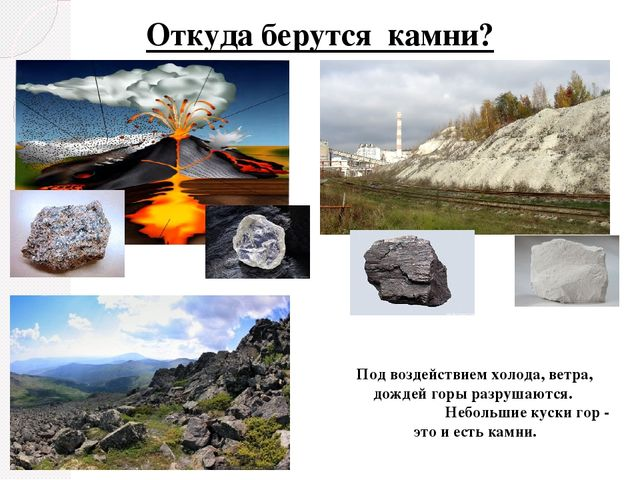 Откуда берутся камни?
Под воздействием холода, ветра,
дождей горы разрушаются.
Небольшие куски гор -
это и есть камни.